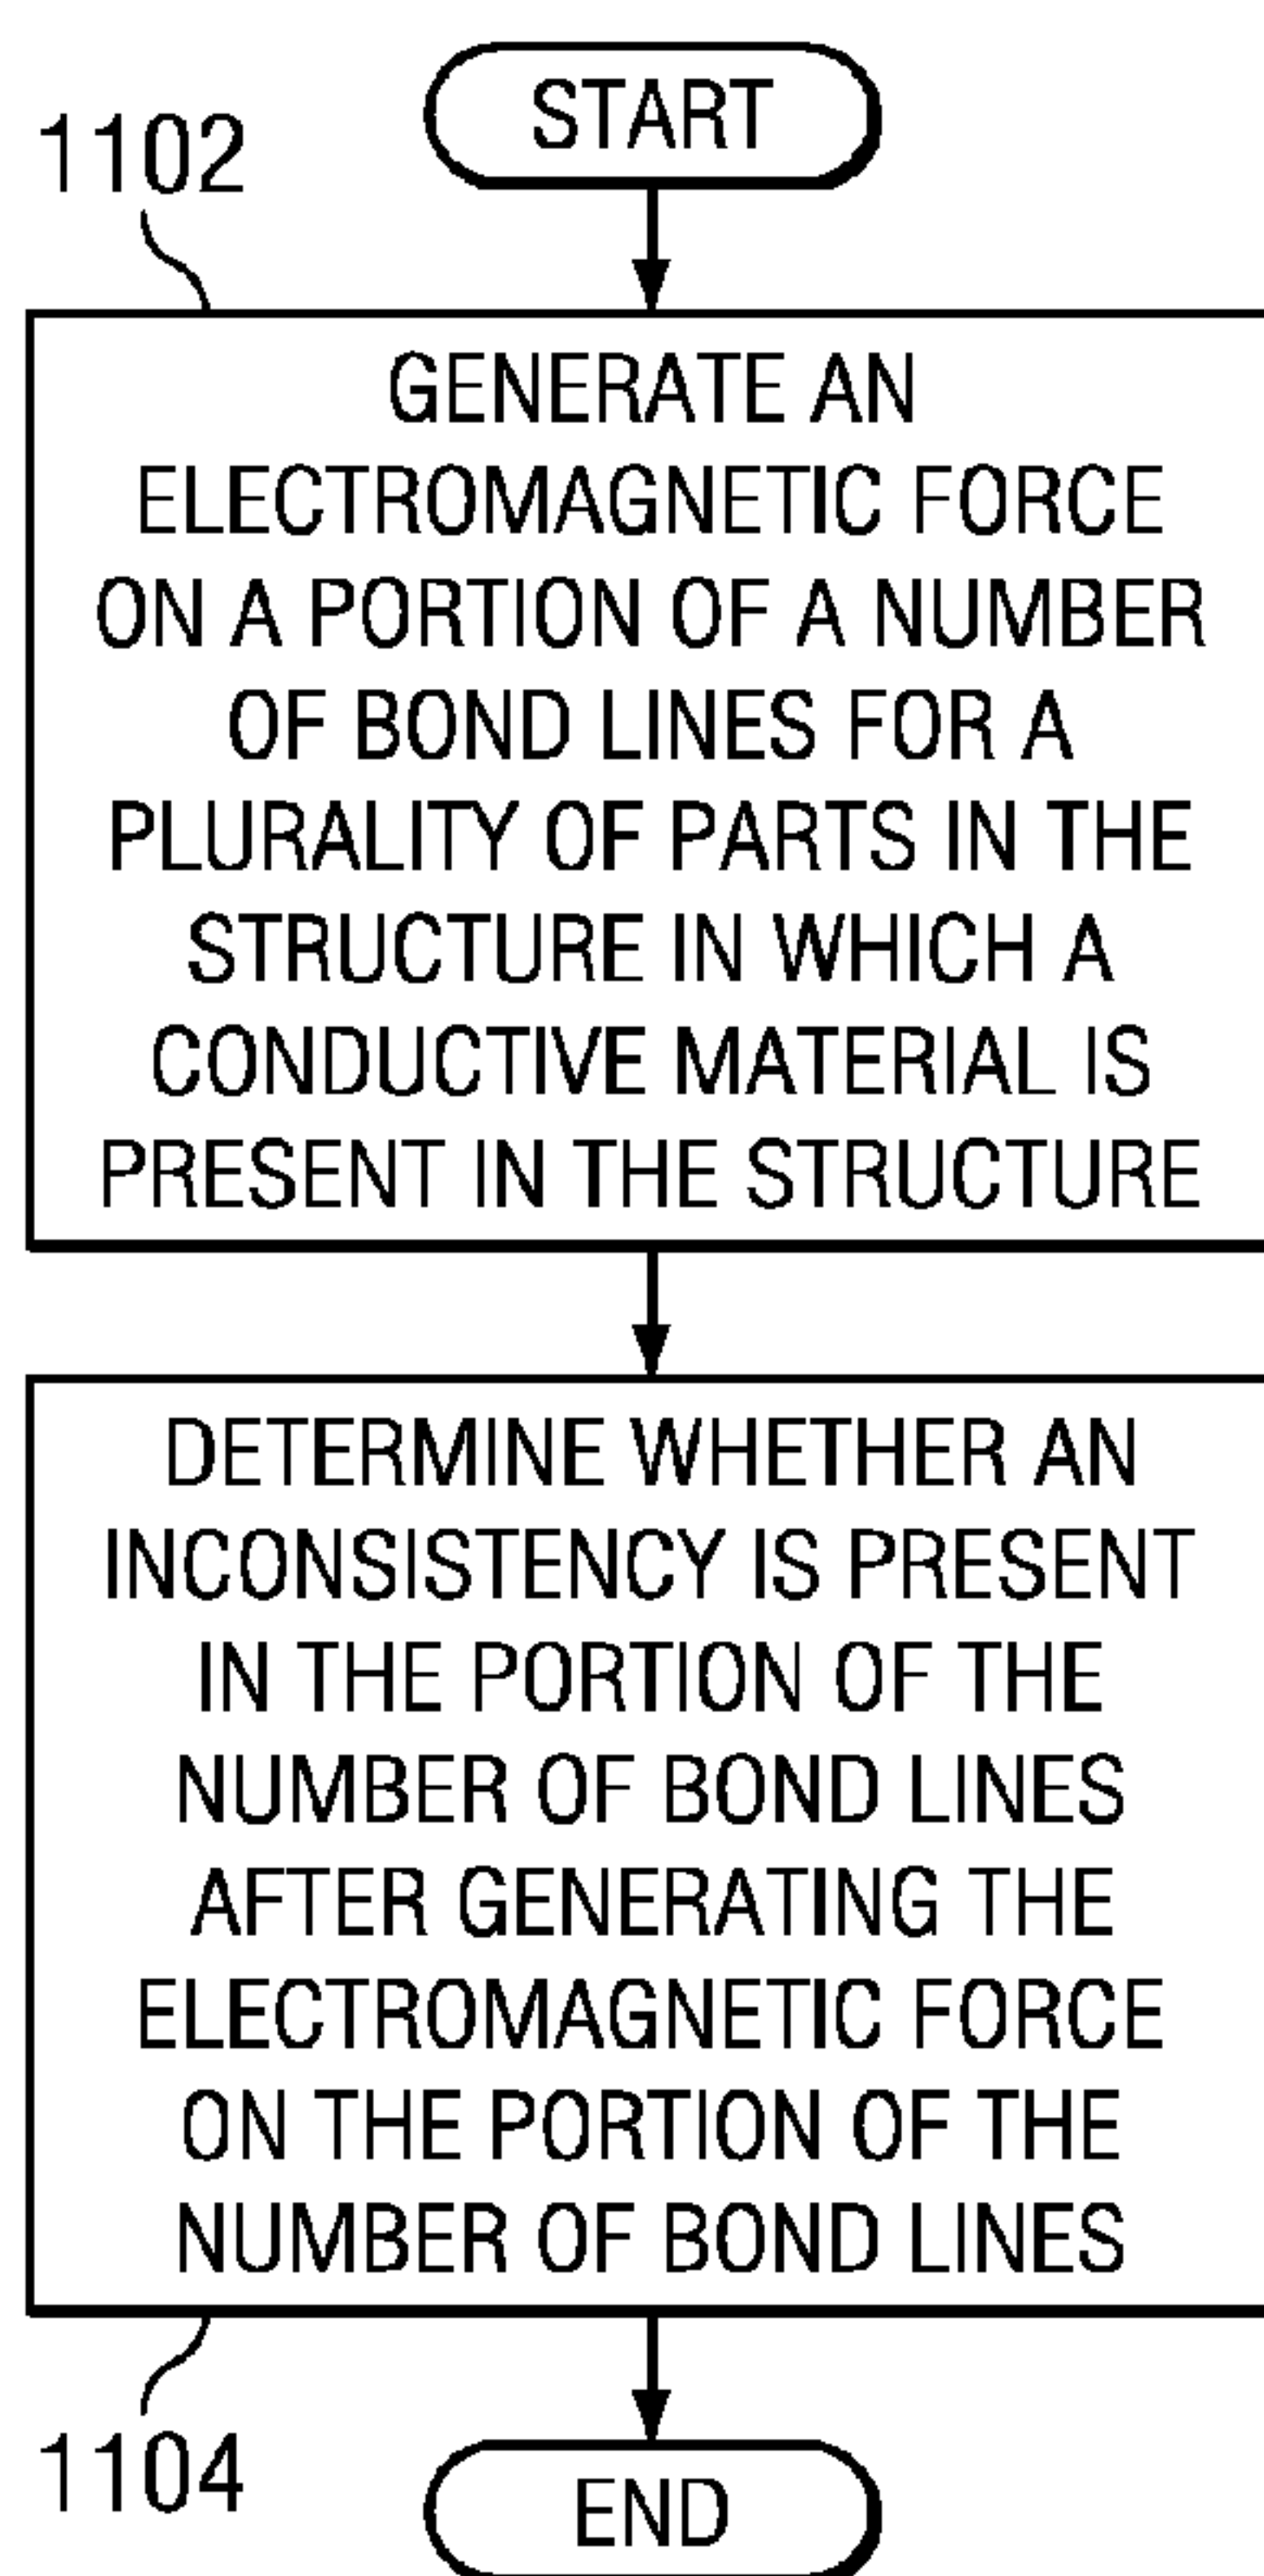 START
1102
GENERATE AN
ELECTROMAGNETIC FORCE
ON A PORTION OF A NUMBER
OF BOND LINES FOR A
PLURALITY OF PARTS IN THE
STRUCTURE IN WHICH A
CONDUCTIVE MATERIAL IS
PRESENT IN THE STRUCTURE
DETERMINE WHETHER AN
INCONSISTENCY IS PRESENT
IN THE PORTION OF THE
NUMBER OF BOND LINES
AFTER GENERATING THE
ELECTROMAGNETIC FORCE
ON THE PORTION OF THE
NUMBER OF BOND LINES
1104
END